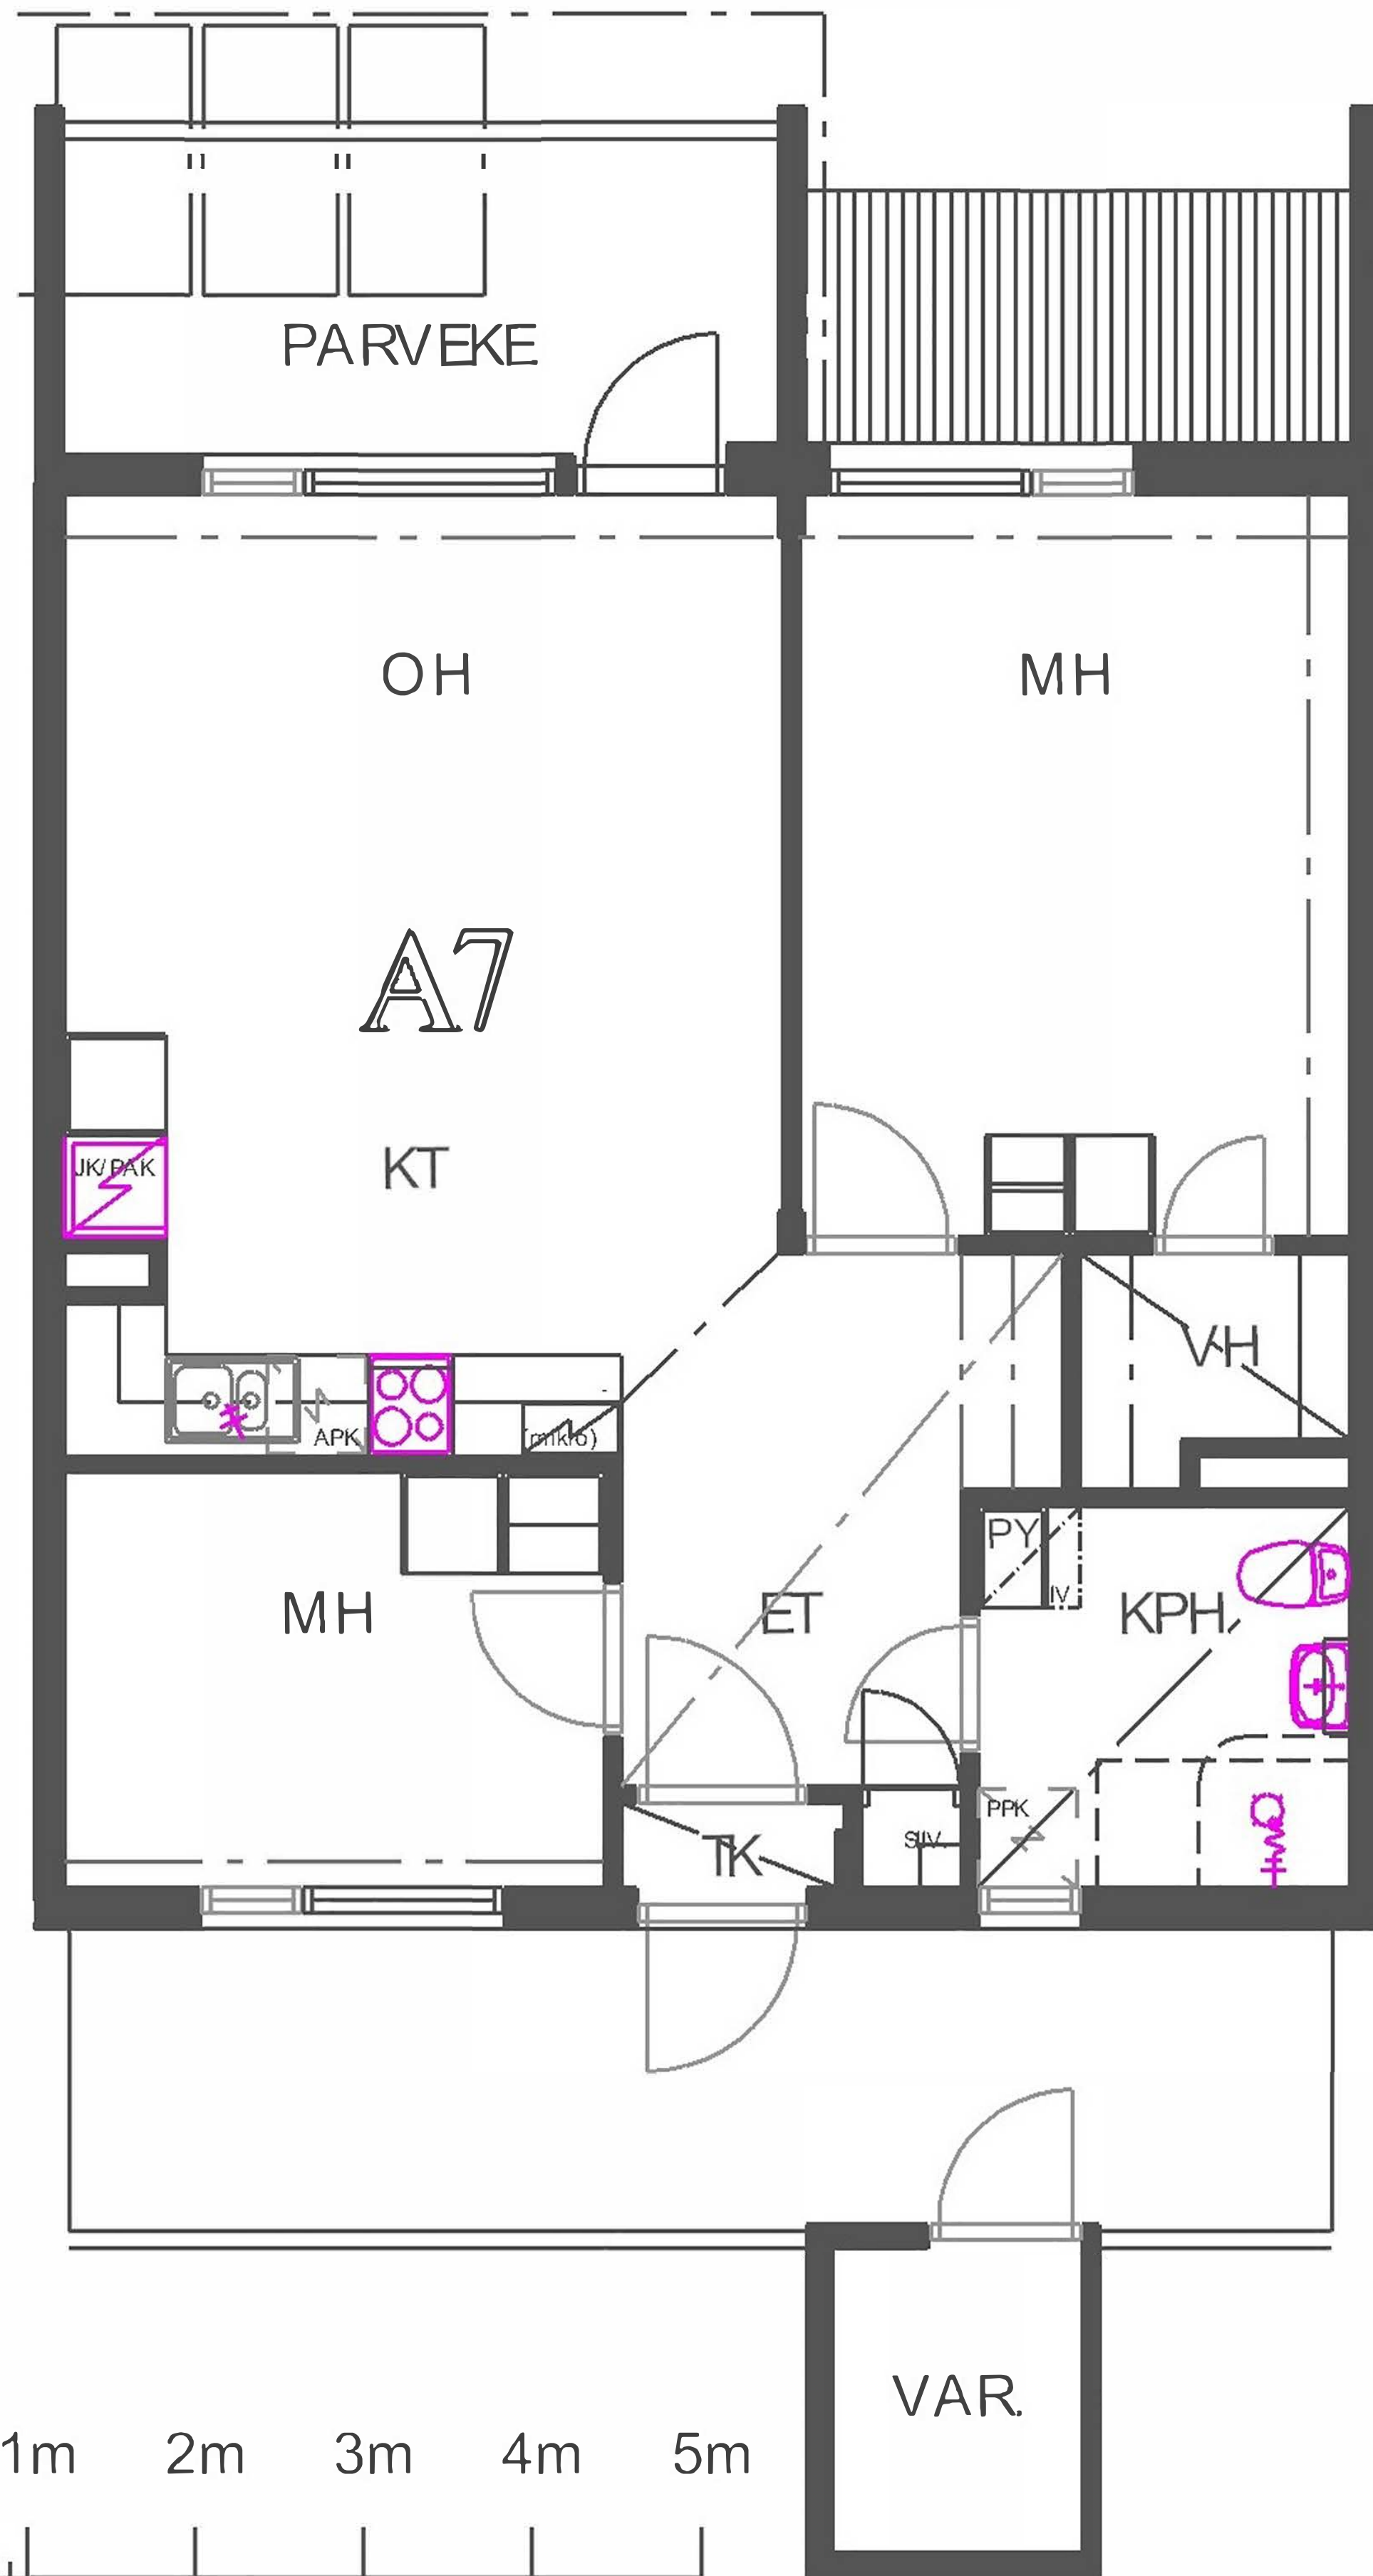 PARVEKE
OH MH
A7
JK/PAK
KT
VH
APK (mikro)
PY
IV
MH ET KPH
PPK
TK SIIV.
VAR.
1m 2m 3m 4m 5m